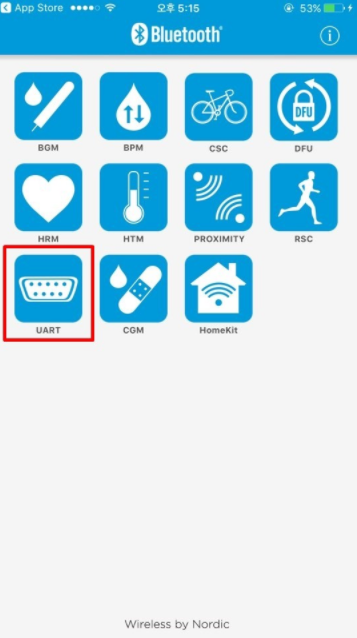 App Store 오후 5:15 53%
Bluetooth®
BGM BPM CSC DFU
HRM HTM PROXIMITY RSC
UART CGM HomeKit
Wireless by Nordic